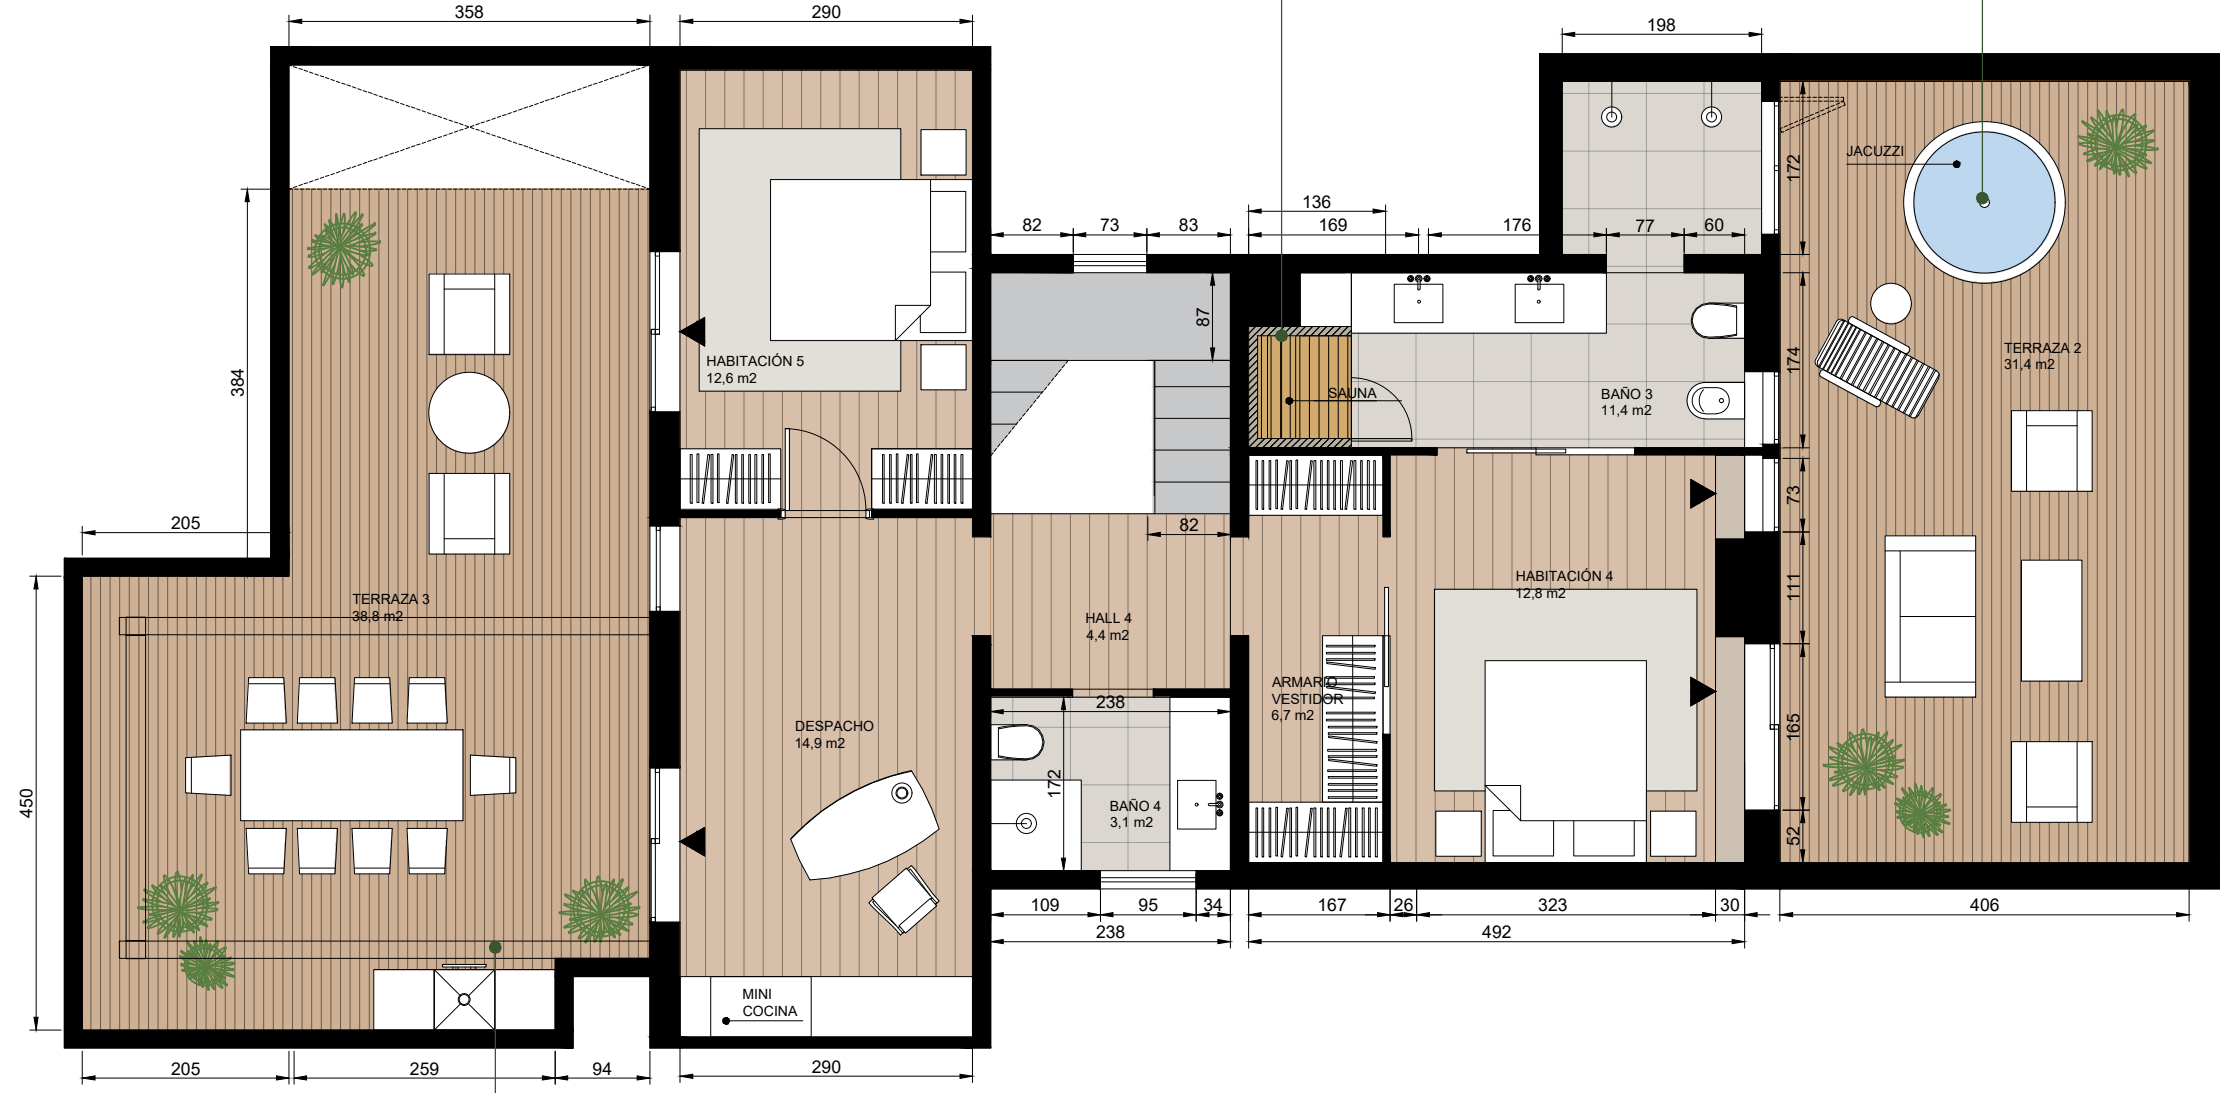 358
290
198
136
82
73
83
169
176
77
60
172
JACUZZI
87
384
HABITACIÓN 5
12,6 m2
174
TERRAZA 2
31,4 m2
SAUNA
BAÑO 3
11,4 m2
205
82
73
111
HABITACIÓN 4
12,8 m2
TERRAZA 3
38,8 m2
HALL 4
4,4 m2
ARMARIO
VESTIDOR
6,7 m2
238
165
DESPACHO
14,9 m2
172
450
BAÑO 4
3,1 m2
52
109
95
34
167
26
323
30
406
238
492
MINI
COCINA
205
259
94
290